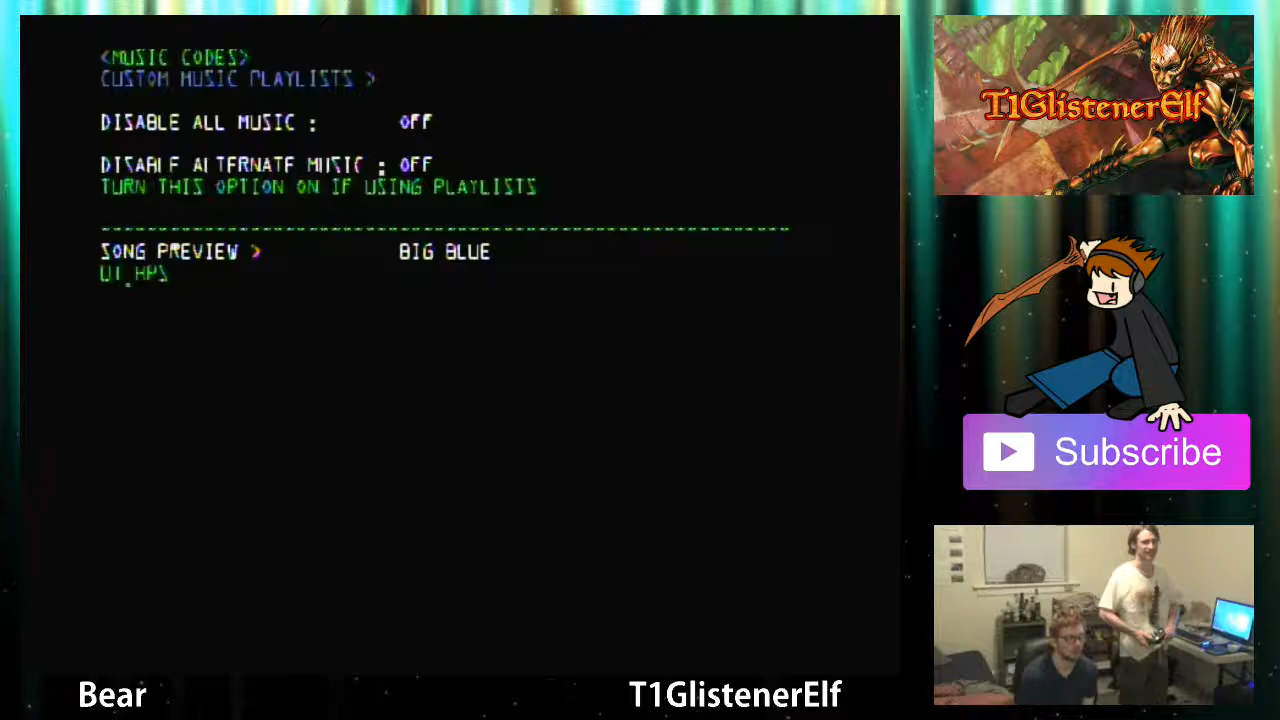 <MUSIC CODES>
CUSTOM MUSIC PLAYLISTS >
DISABLE ALL MUSIC : OFF
DISABLE ALTERNATE MUSIC : OFF
TURN THIS OPTION ON IF USING PLAYLISTS
SONG PREVIEW > BIG BLUE
T1GlistenerElf
Subscribe
Bear
T1GlistenerElf